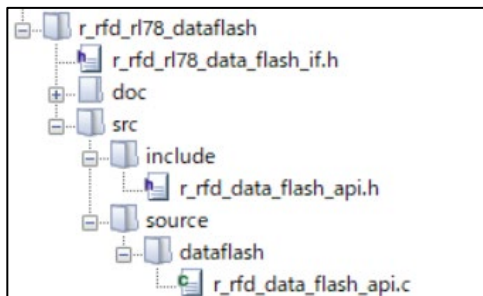 r_rfd_rl78_dataflash
r_rfd_rl78_data_flash_if.h
doc
src
include
r_rfd_data_flash_api.h
source
dataflash
r_rfd_data_flash_api.c